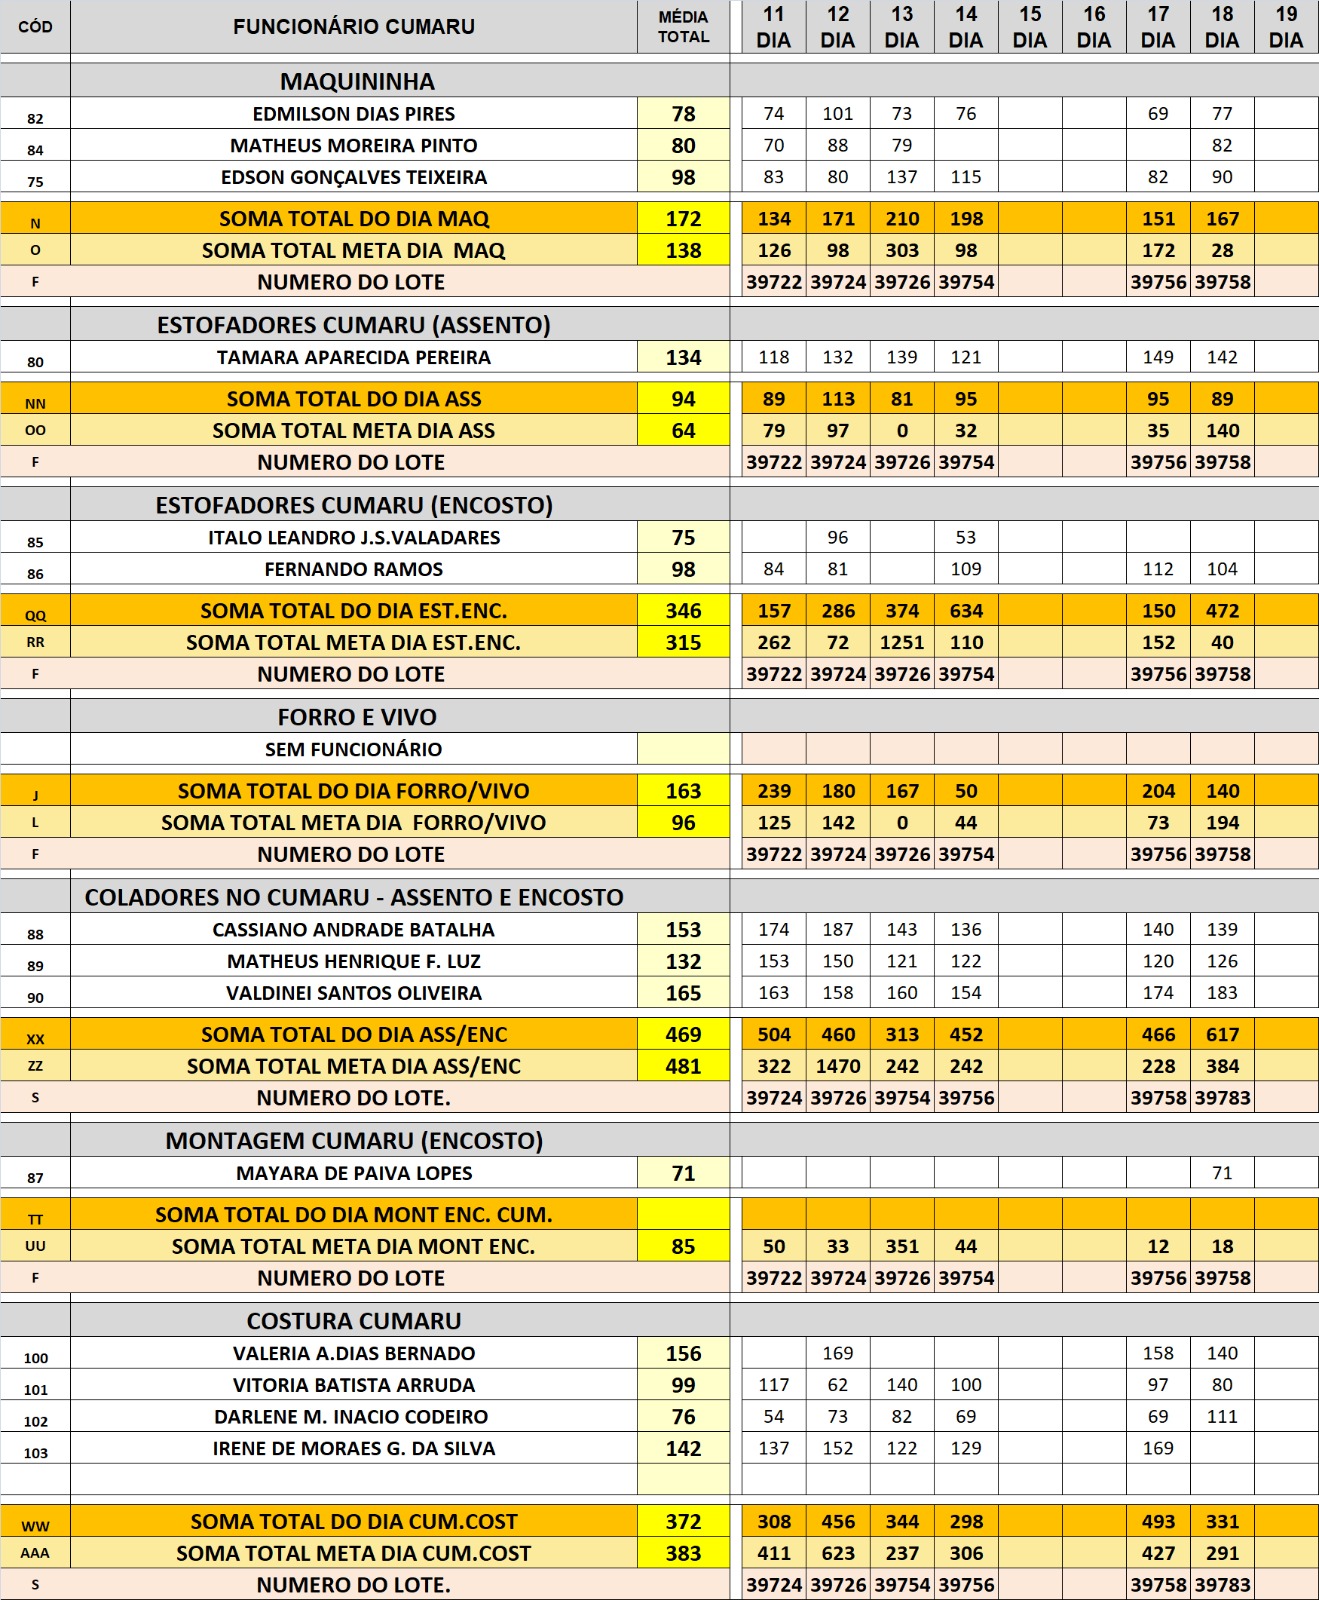 CÓD FUNCIONÁRIO CUMARU MÉDIA TOTAL 11 DIA 12 DIA 13 DIA 14 DIA 15 DIA 16 DIA 17 DIA 18 DIA 19 DIA
MAQUININHA
82 EDMILSON DIAS PIRES 78 74 101 73 76 69 77
84 MATHEUS MOREIRA PINTO 80 70 88 79 82
75 EDSON GONÇALVES TEIXEIRA 98 83 80 137 115 82 90
N SOMA TOTAL DO DIA MAQ 172 134 171 210 198 151 167
O SOMA TOTAL META DIA MAQ 138 126 98 303 98 172 28
F NUMERO DO LOTE 39722 39724 39726 39754 39756 39758
ESTOFADORES CUMARU (ASSENTO)
80 TAMARA APARECIDA PEREIRA 134 118 132 139 121 149 142
NN SOMA TOTAL DO DIA ASS 94 89 113 81 95 95 89
OO SOMA TOTAL META DIA ASS 64 79 97 0 32 35 140
F NUMERO DO LOTE 39722 39724 39726 39754 39756 39758
ESTOFADORES CUMARU (ENCOSTO)
85 ITALO LEANDRO J.S.VALADARES 75 96 53
86 FERNANDO RAMOS 98 84 81 109 112 104
QQ SOMA TOTAL DO DIA EST.ENC. 346 157 286 374 634 150 472
RR SOMA TOTAL META DIA EST.ENC. 315 262 72 1251 110 152 40
F NUMERO DO LOTE 39722 39724 39726 39754 39756 39758
FORRO E VIVO
SEM FUNCIONÁRIO
J SOMA TOTAL DO DIA FORRO/VIVO 163 239 180 167 50 204 140
L SOMA TOTAL META DIA FORRO/VIVO 96 125 142 0 44 73 194
F NUMERO DO LOTE 39722 39724 39726 39754 39756 39758
COLADORES NO CUMARU - ASSENTO E ENCOSTO
88 CASSIANO ANDRADE BATALHA 153 174 187 143 136 140 139
89 MATHEUS HENRIQUE F. LUZ 132 153 150 121 122 120 126
90 VALDINEI SANTOS OLIVEIRA 165 163 158 160 154 174 183
XX SOMA TOTAL DO DIA ASS/ENC 469 504 460 313 452 466 617
ZZ SOMA TOTAL META DIA ASS/ENC 481 322 1470 242 242 228 384
S NUMERO DO LOTE. 39724 39726 39754 39756 39758 39783
MONTAGEM CUMARU (ENCOSTO)
87 MAYARA DE PAIVA LOPES 71 71
TT SOMA TOTAL DO DIA MONT ENC. CUM.
UU SOMA TOTAL META DIA MONT ENC. 85 50 33 351 44 12 18
F NUMERO DO LOTE 39722 39724 39726 39754 39756 39758
COSTURA CUMARU
100 VALERIA A.DIAS BERNADO 156 169 158 140
101 VITORIA BATISTA ARRUDA 99 117 62 140 100 97 80
102 DARLENE M. INACIO CODEIRO 76 54 73 82 69 69 111
103 IRENE DE MORAES G. DA SILVA 142 137 152 122 129 169
WW SOMA TOTAL DO DIA CUM.COST 372 308 456 344 298 493 331
AAA SOMA TOTAL META DIA CUM.COST 383 411 623 237 306 427 291
S NUMERO DO LOTE. 39724 39726 39754 39756 39758 39783